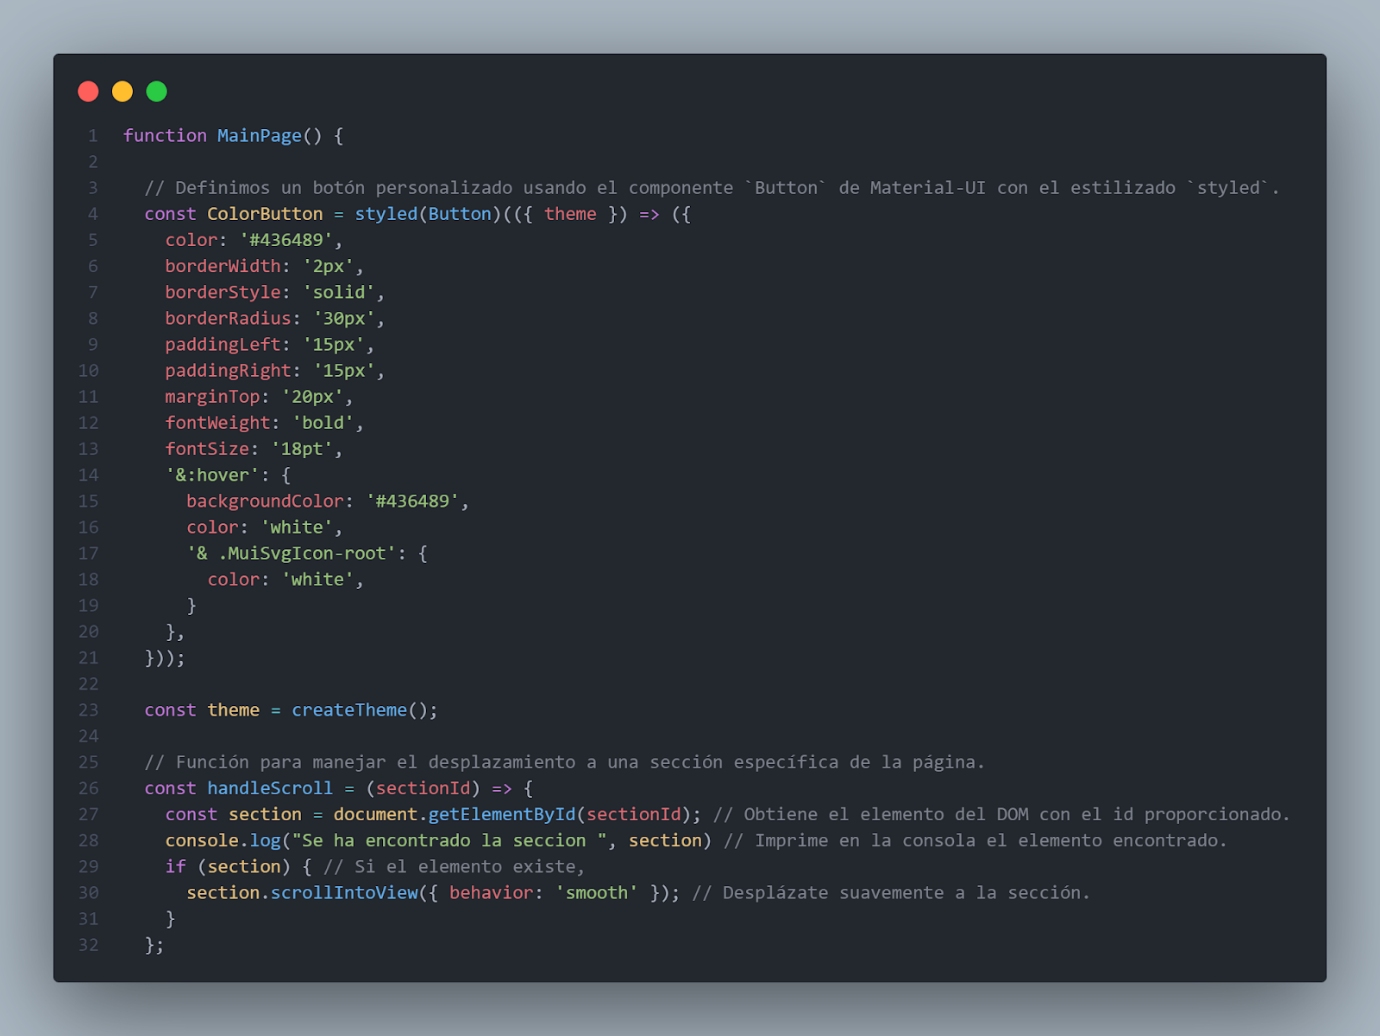 1 function MainPage() {
2
3   // Definimos un botón personalizado usando el componente `Button` de Material-UI con el estilizado `styled`.
4   const ColorButton = styled(Button)(({ theme }) => ({
5     color: '#436489',
6     borderWidth: '2px',
7     borderStyle: 'solid',
8     borderRadius: '30px',
9     paddingLeft: '15px',
10     paddingRight: '15px',
11     marginTop: '20px',
12     fontWeight: 'bold',
13     fontSize: '18pt',
14     '&:hover': {
15       backgroundColor: '#436489',
16       color: 'white',
17       '& .MuiSvgIcon-root': {
18         color: 'white',
19       }
20     },
21   }));
22
23   const theme = createTheme();
24
25   // Función para manejar el desplazamiento a una sección específica de la página.
26   const handleScroll = (sectionId) => {
27     const section = document.getElementById(sectionId); // Obtiene el elemento del DOM con el id proporcionado.
28     console.log("Se ha encontrado la seccion ", section) // Imprime en la consola el elemento encontrado.
29     if (section) { // Si el elemento existe,
30       section.scrollIntoView({ behavior: 'smooth' }); // Desplázate suavemente a la sección.
31     }
32   };